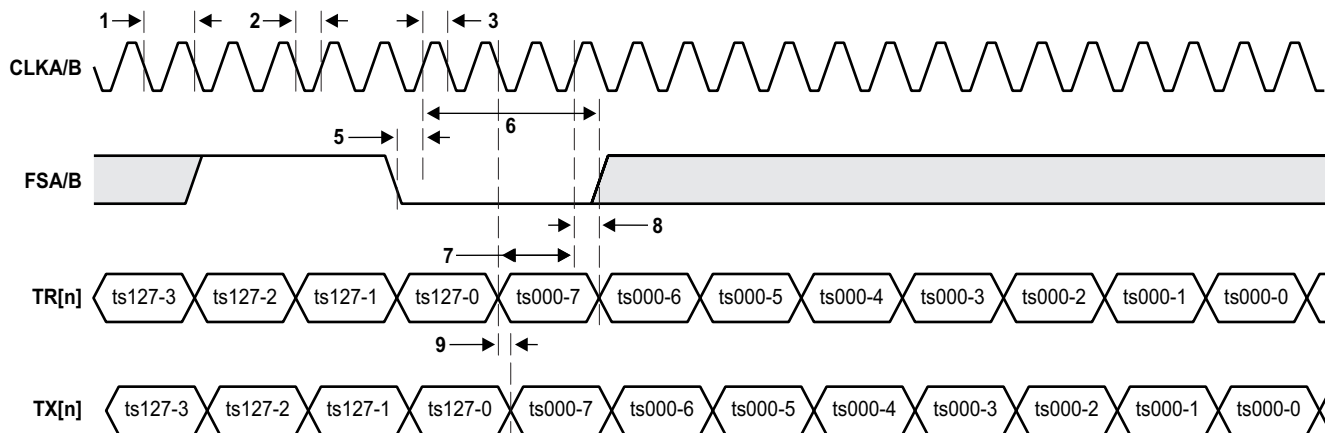 1 2 3
CLKA/B
6
5
FSA/B
8
7
TR[n] ts127-3 ts127-2 ts127-1 ts127-0 ts000-7 ts000-6 ts000-5 ts000-4 ts000-3 ts000-2 ts000-1 ts000-0
9
TX[n] ts127-3 ts127-2 ts127-1 ts127-0 ts000-7 ts000-6 ts000-5 ts000-4 ts000-3 ts000-2 ts000-1 ts000-0